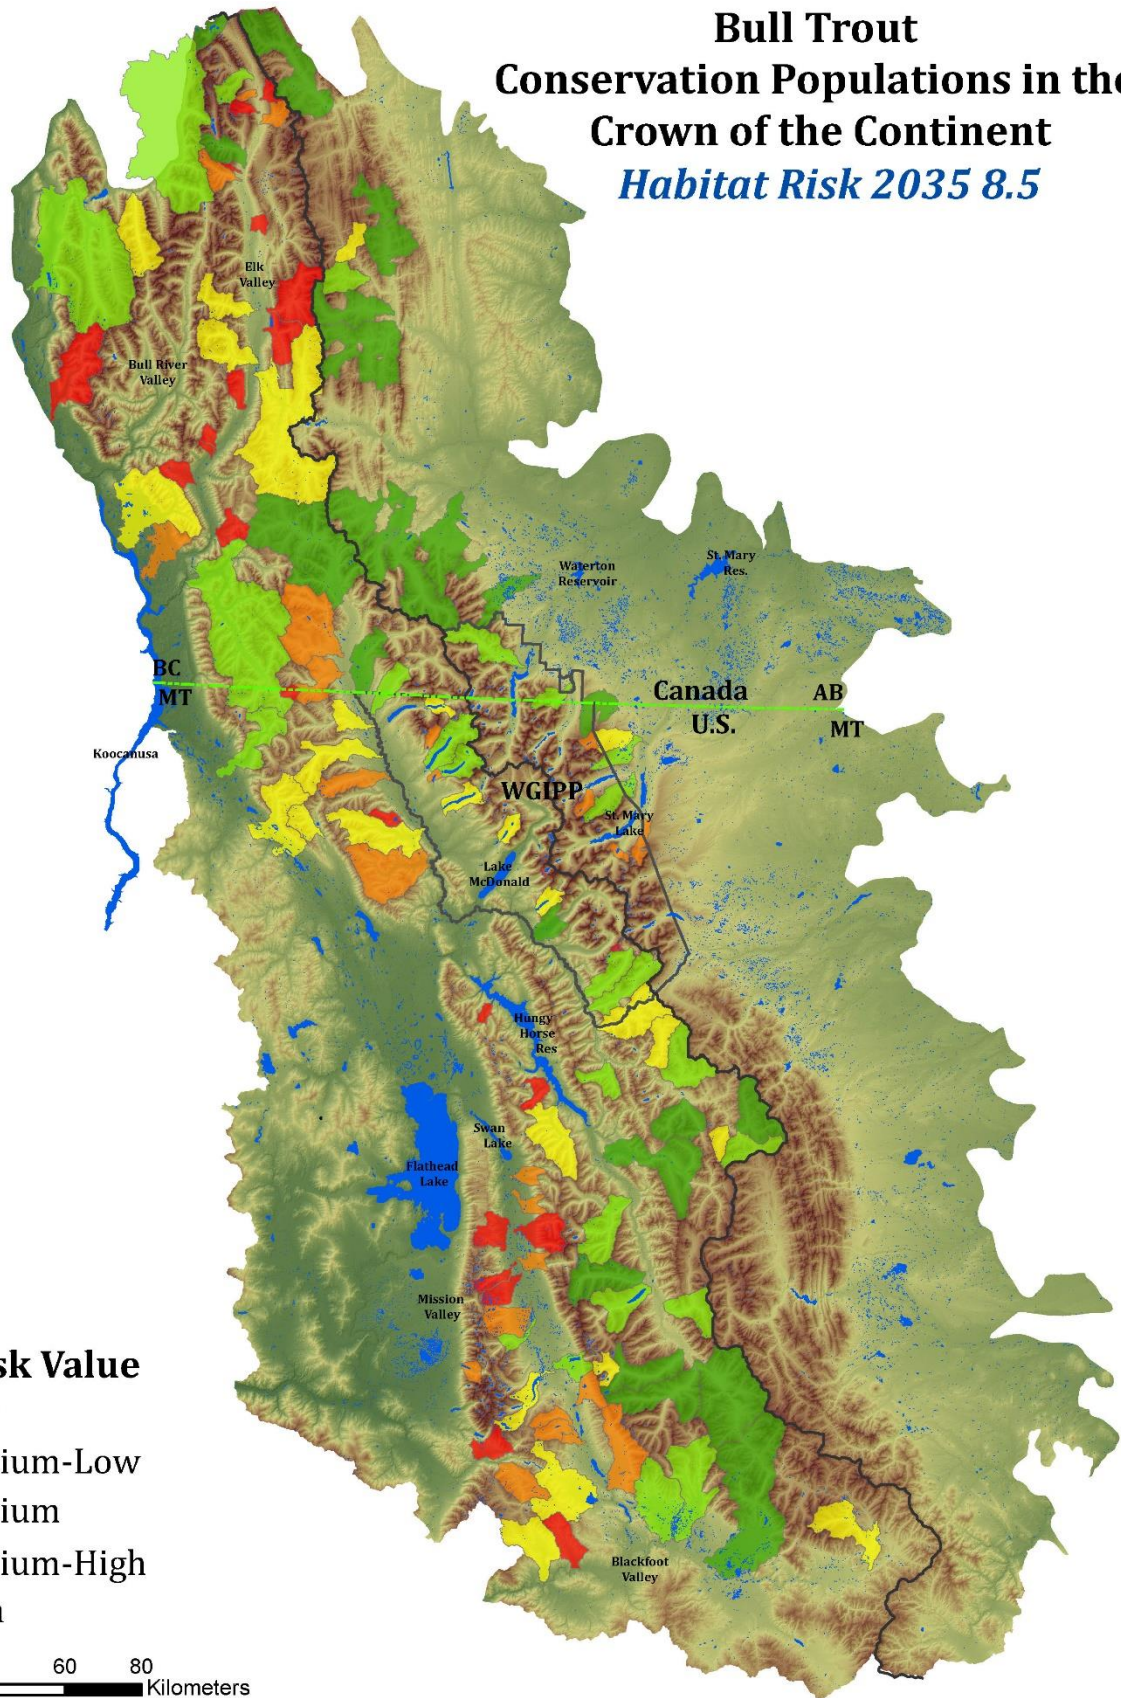 Bull Trout
Conservation Populations in the
Crown of the Continent
Habitat Risk 2035 8.5
Elk
Valley
Bull River
Valley
Waterton
Reservoir
St. Mary
Res.
BC
MT
Canada
U.S.
AB
MT
Koocanusa
WGIPP
St. Mary
Lake
Lake
McDonald
Hungy
Horse
Res
Swan
Lake
Flathead
Lake
Mission
Valley
Blackfoot
Valley
sk Value
ium-Low
ium
ium-High
60 80
Kilometers